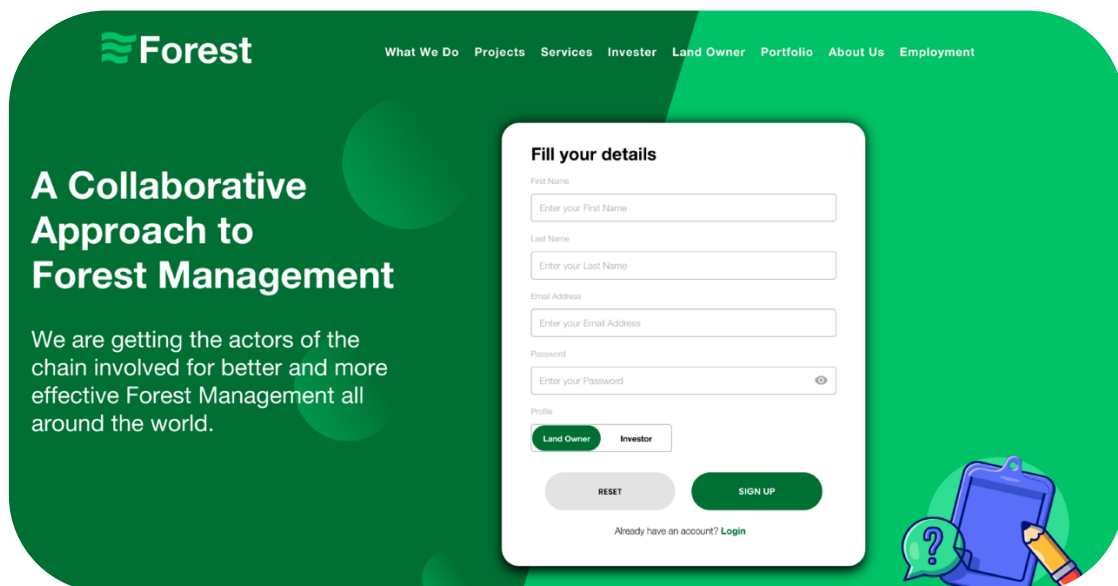 Forest
What We Do Projects Services Invester Land Owner Portfolio About Us Employment
A Collaborative
Approach to
Forest Management
We are getting the actors of the
chain involved for better and more
effective Forest Management all
around the world.
Fill your details
First Name
Enter your First Name
Last Name
Enter your Last Name
Email Address
Enter your Email Address
Password
Enter your Password
Profile
Land Owner Investor
RESET SIGN UP
Already have an account? Login
?